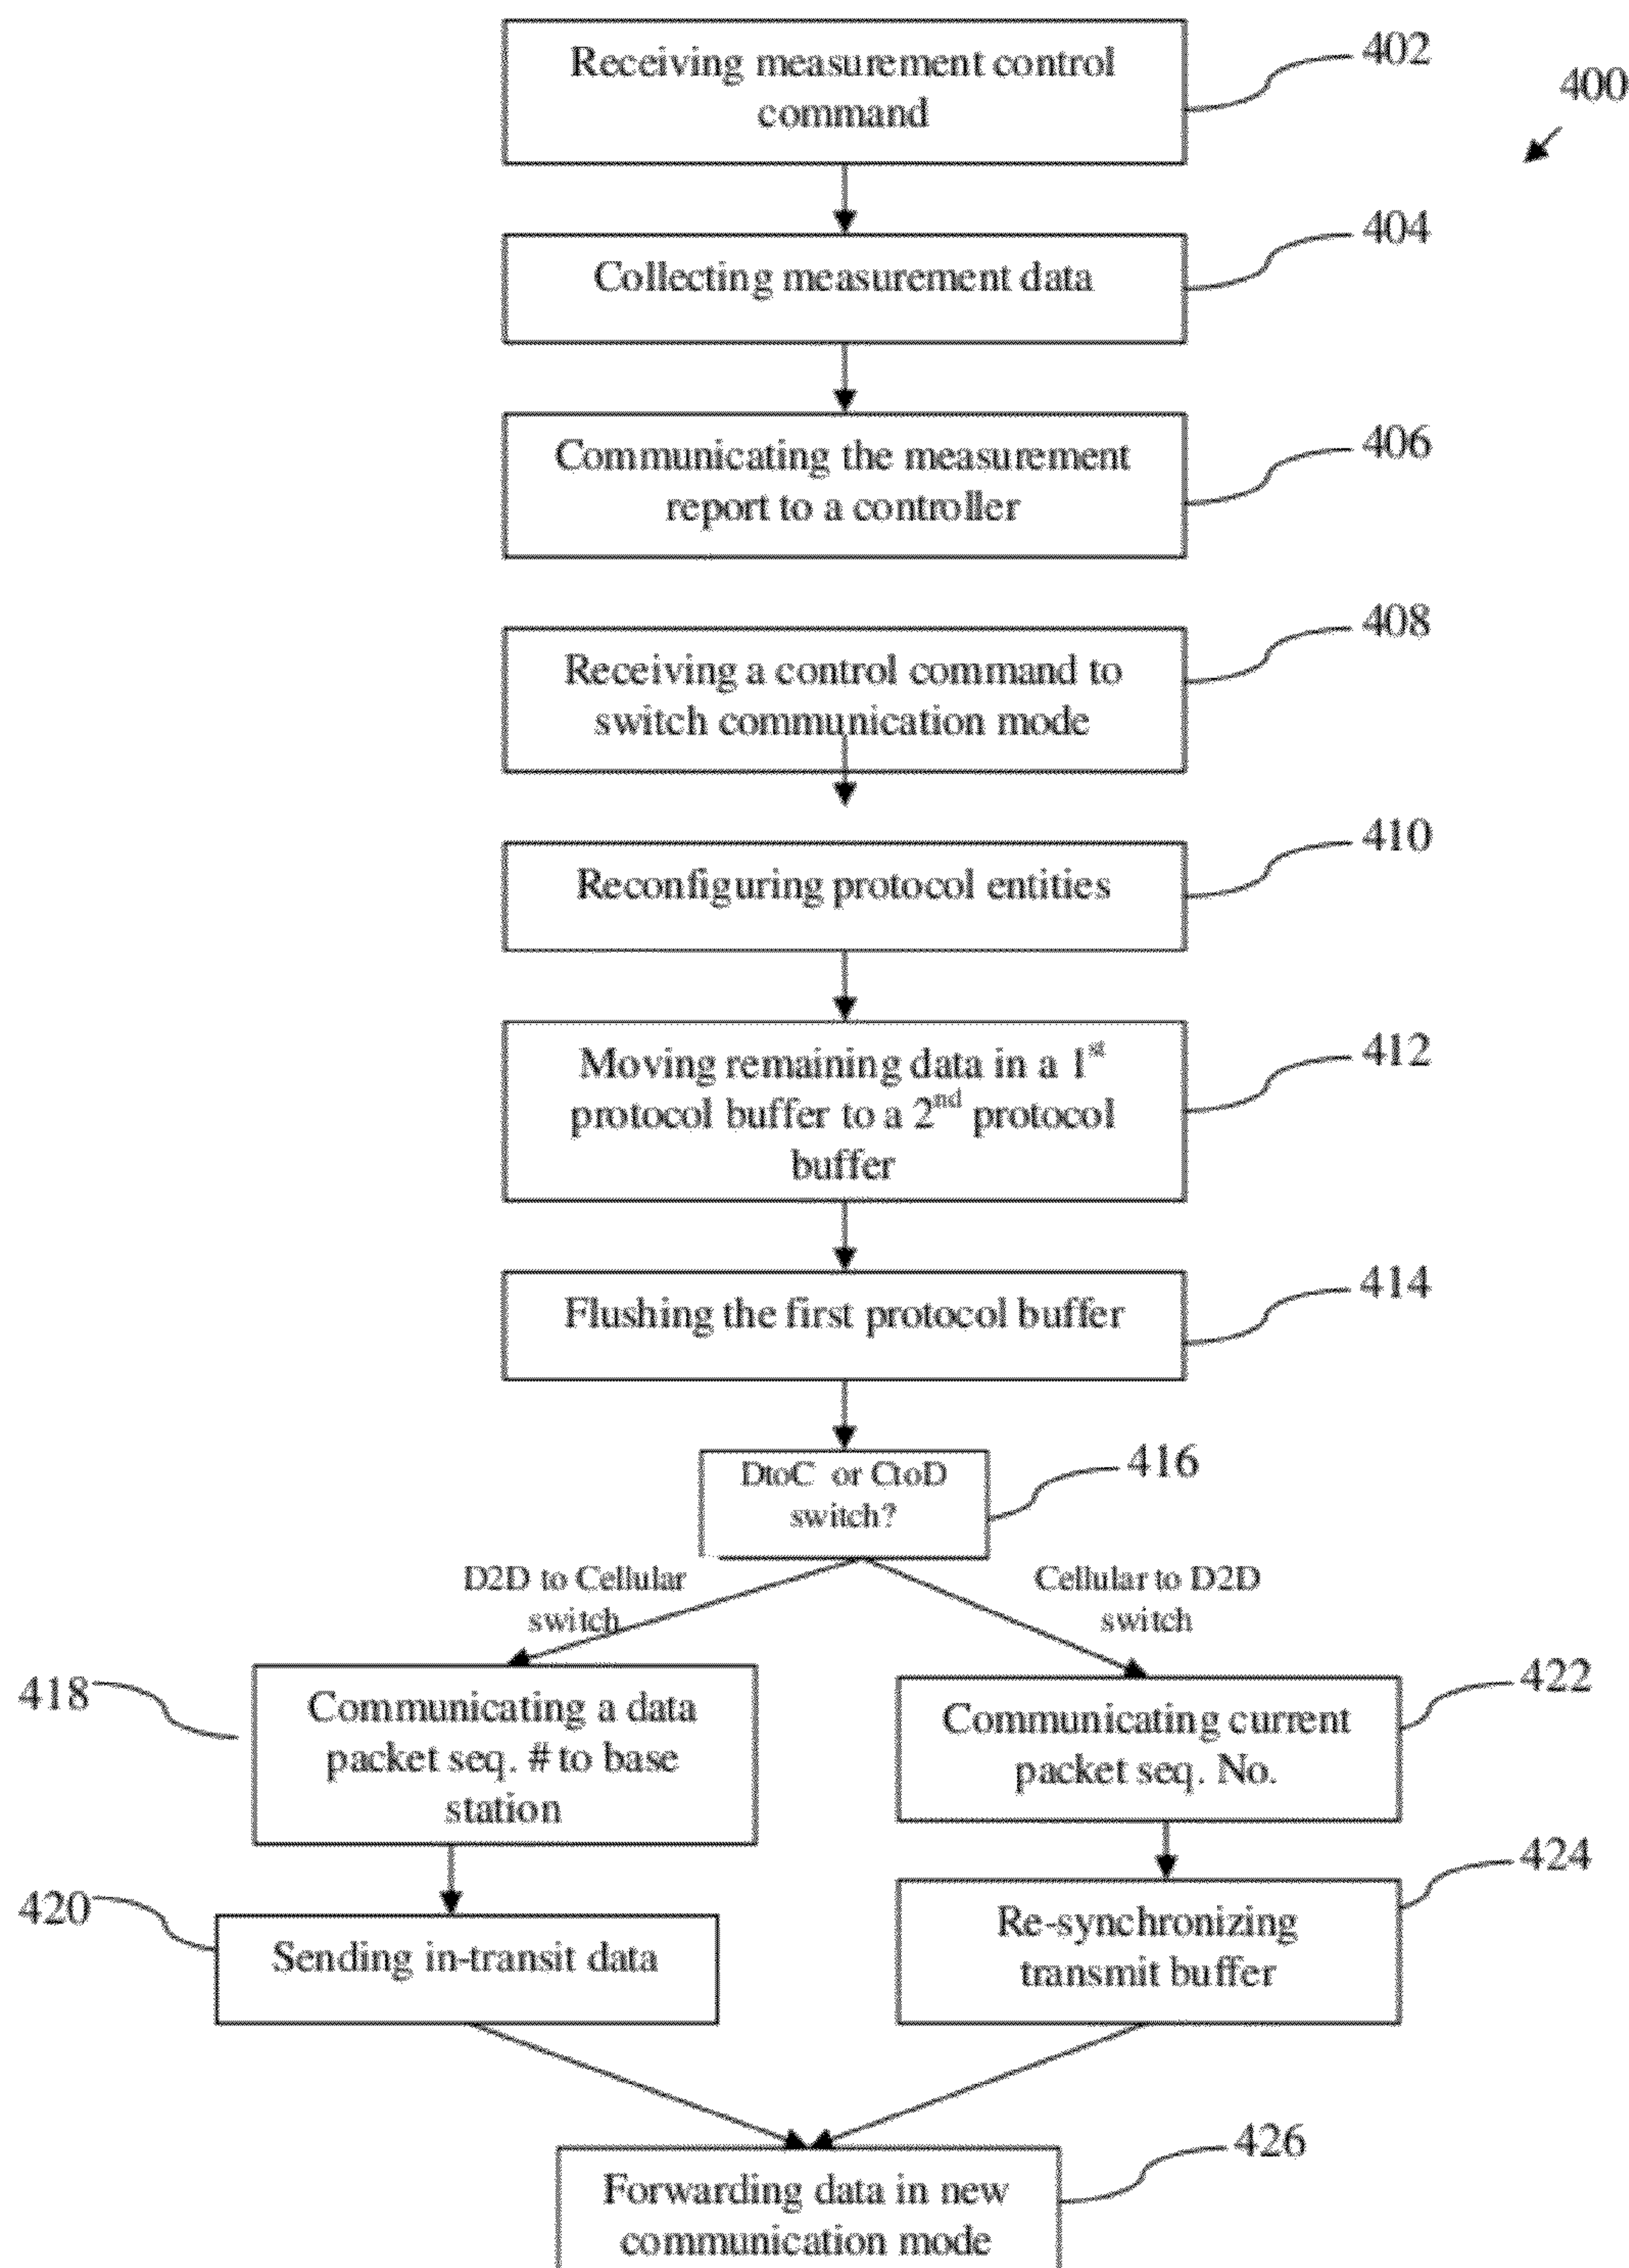 Receiving measurement control
command
402
400
Collecting measurement data
404
Communicating the measurement
report to a controller
406
Receiving a control command to
switch communication mode
408
Reconfiguring protocol entities
410
Moving remaining data in a 1st
protocol buffer to a 2nd protocol
buffer
412
Flushing the first protocol buffer
414
DtoC or CtoD
switch?
416
D2D to Cellular
switch
Cellular to D2D
switch
418
Communicating a data
packet seq. # to base
station
Communicating current
packet seq. No.
422
420
Sending in-transit data
Re-synchronizing
transmit buffer
424
Forwarding data in new
communication mode
426